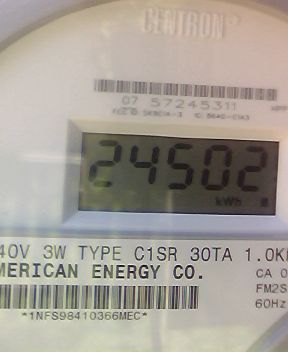 CENTRON
07 57245311
24502
kWh
40V 3W TYPE C1SR 30TA 1.0K
MERICAN ENERGY CO.
CA 0
FM2S
60Hz
*1NFS98410366MEC*